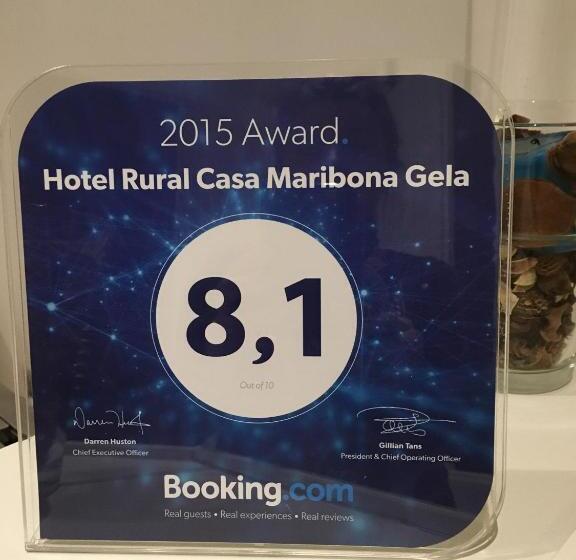 2015 Award.
Hotel Rural Casa Maribona Gela
8,1
Out of 10
Darren Huston
Chief Executive Officer
Gillian Tans
President & Chief Operating Officer
Booking.com
Real guests • Real experiences • Real reviews